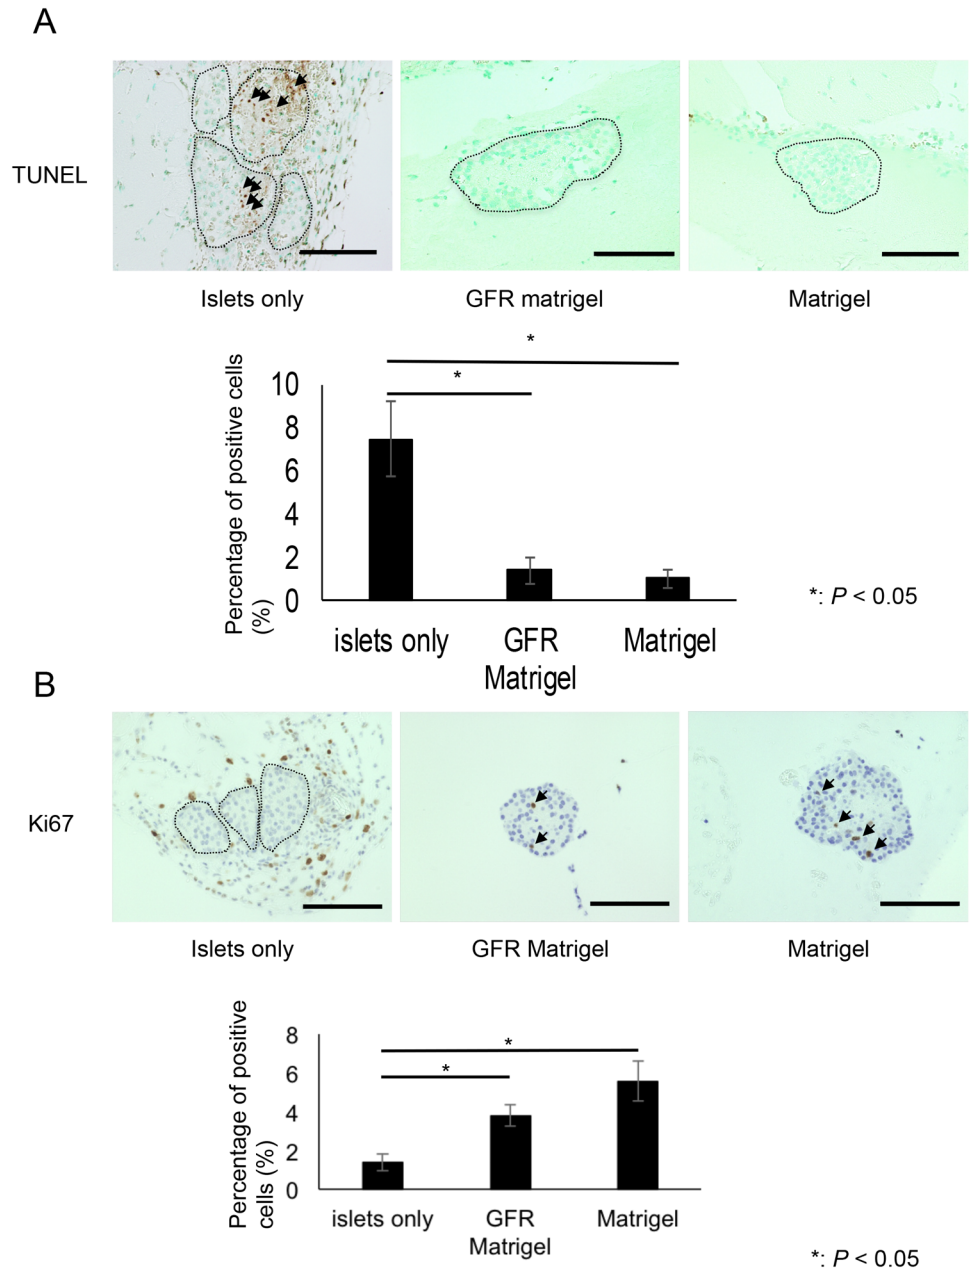 A
TUNEL
Islets only
GFR matrigel
Matrigel
*
*
Percentage of positive cells
(%)
10
8
6
4
2
0
islets only
GFR
Matrigel
Matrigel
*: P < 0.05
B
Ki67
Islets only
GFR Matrigel
Matrigel
*
*
Percentage of positive
cells (%)
8
6
4
2
0
islets only
GFR
Matrigel
Matrigel
*: P < 0.05